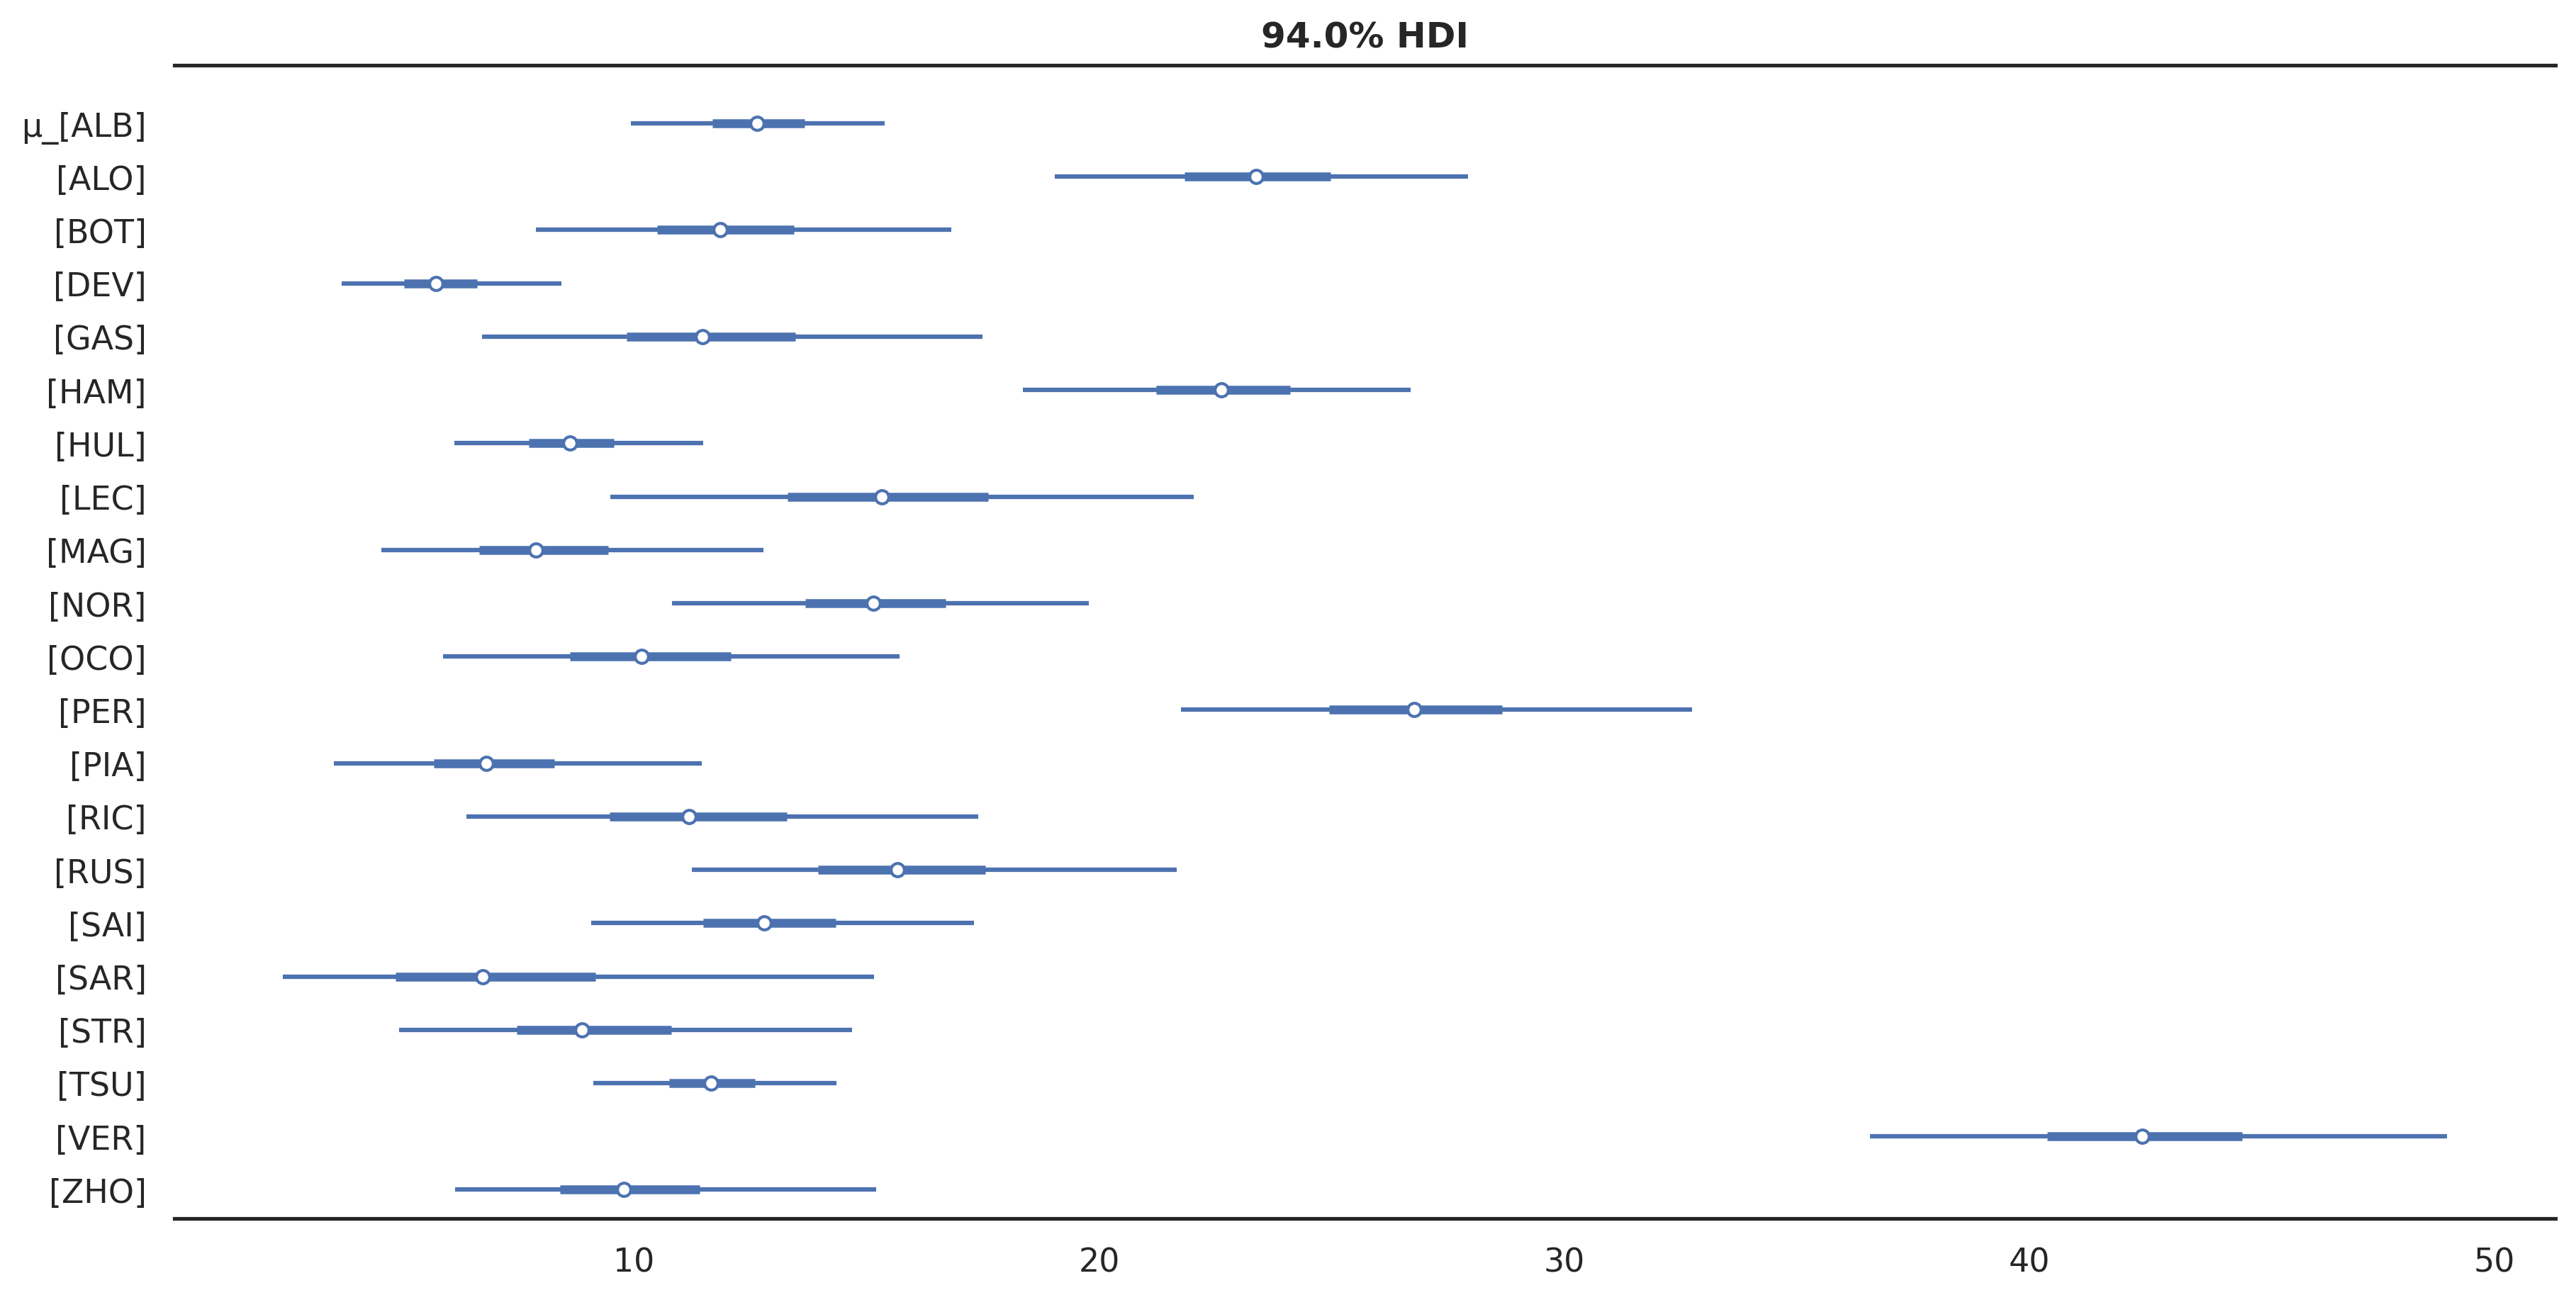 94.0% HDI
μ_[ALB]
[ALO]
[BOT]
[DEV]
[GAS]
[HAM]
[HUL]
[LEC]
[MAG]
[NOR]
[OCO]
[PER]
[PIA]
[RIC]
[RUS]
[SAI]
[SAR]
[STR]
[TSU]
[VER]
[ZHO]
10 20 30 40 50